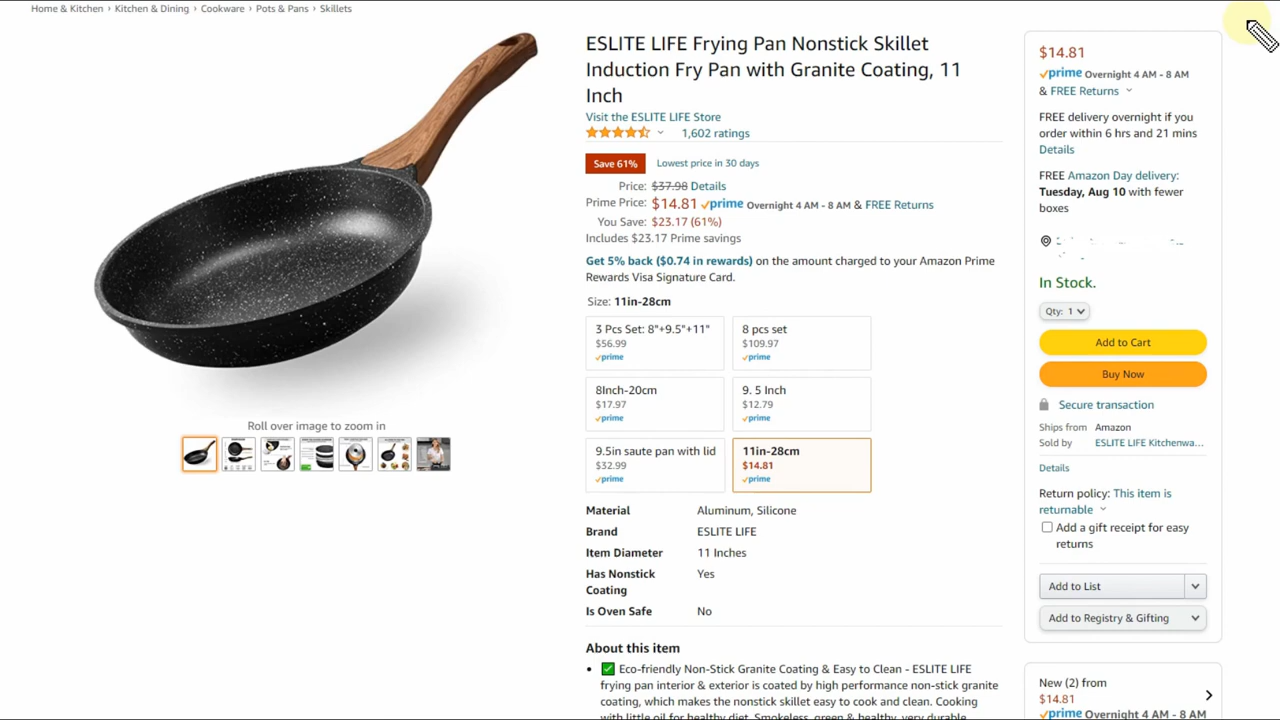 Home & Kitchen › Kitchen & Dining › Cookware › Pots & Pans › Skillets
ESLITE LIFE Frying Pan Nonstick Skillet
Induction Fry Pan with Granite Coating, 11
Inch
Visit the ESLITE LIFE Store
1,602 ratings
Save 61%
Lowest price in 30 days
Price: $37.98 Details
Prime Price: $14.81 prime Overnight 4 AM - 8 AM & FREE Returns
You Save: $23.17 (61%)
Includes $23.17 Prime savings
Get 5% back ($0.74 in rewards) on the amount charged to your Amazon Prime
Rewards Visa Signature Card.
Size: 11in-28cm
3 Pcs Set: 8"+9.5"+11"
$56.99
prime
8 pcs set
$109.97
prime
8Inch-20cm
$17.97
prime
9. 5 Inch
$12.79
prime
9.5in saute pan with lid
$32.99
prime
11in-28cm
$14.81
prime
Material Aluminum, Silicone
Brand ESLITE LIFE
Item Diameter 11 Inches
Has Nonstick Yes
Coating
Is Oven Safe No
About this item
• Eco-friendly Non-Stick Granite Coating & Easy to Clean - ESLITE LIFE
frying pan interior & exterior is coated by high performance non-stick granite
coating, which makes the nonstick skillet easy to cook and clean. Cooking
with little oil for healthy diet. Smokeless, green & healthy, very durable
Roll over image to zoom in
$14.81
prime Overnight 4 AM - 8 AM
& FREE Returns
FREE delivery overnight if you
order within 6 hrs and 21 mins
Details
FREE Amazon Day delivery:
Tuesday, Aug 10 with fewer
boxes
In Stock.
Qty: 1
Add to Cart
Buy Now
Secure transaction
Ships from Amazon
Sold by ESLITE LIFE Kitchenwa...
Details
Return policy: This item is
returnable
Add a gift receipt for easy
returns
Add to List
Add to Registry & Gifting
New (2) from
$14.81
prime Overnight 4 AM - 8 AM